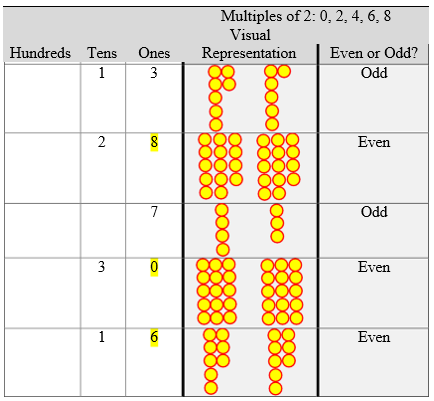 Multiples of 2: 0, 2, 4, 6, 8
Hundreds Tens Ones Visual Representation Even or Odd?
1 3 Odd
2 8 Even
7 Odd
3 0 Even
1 6 Even